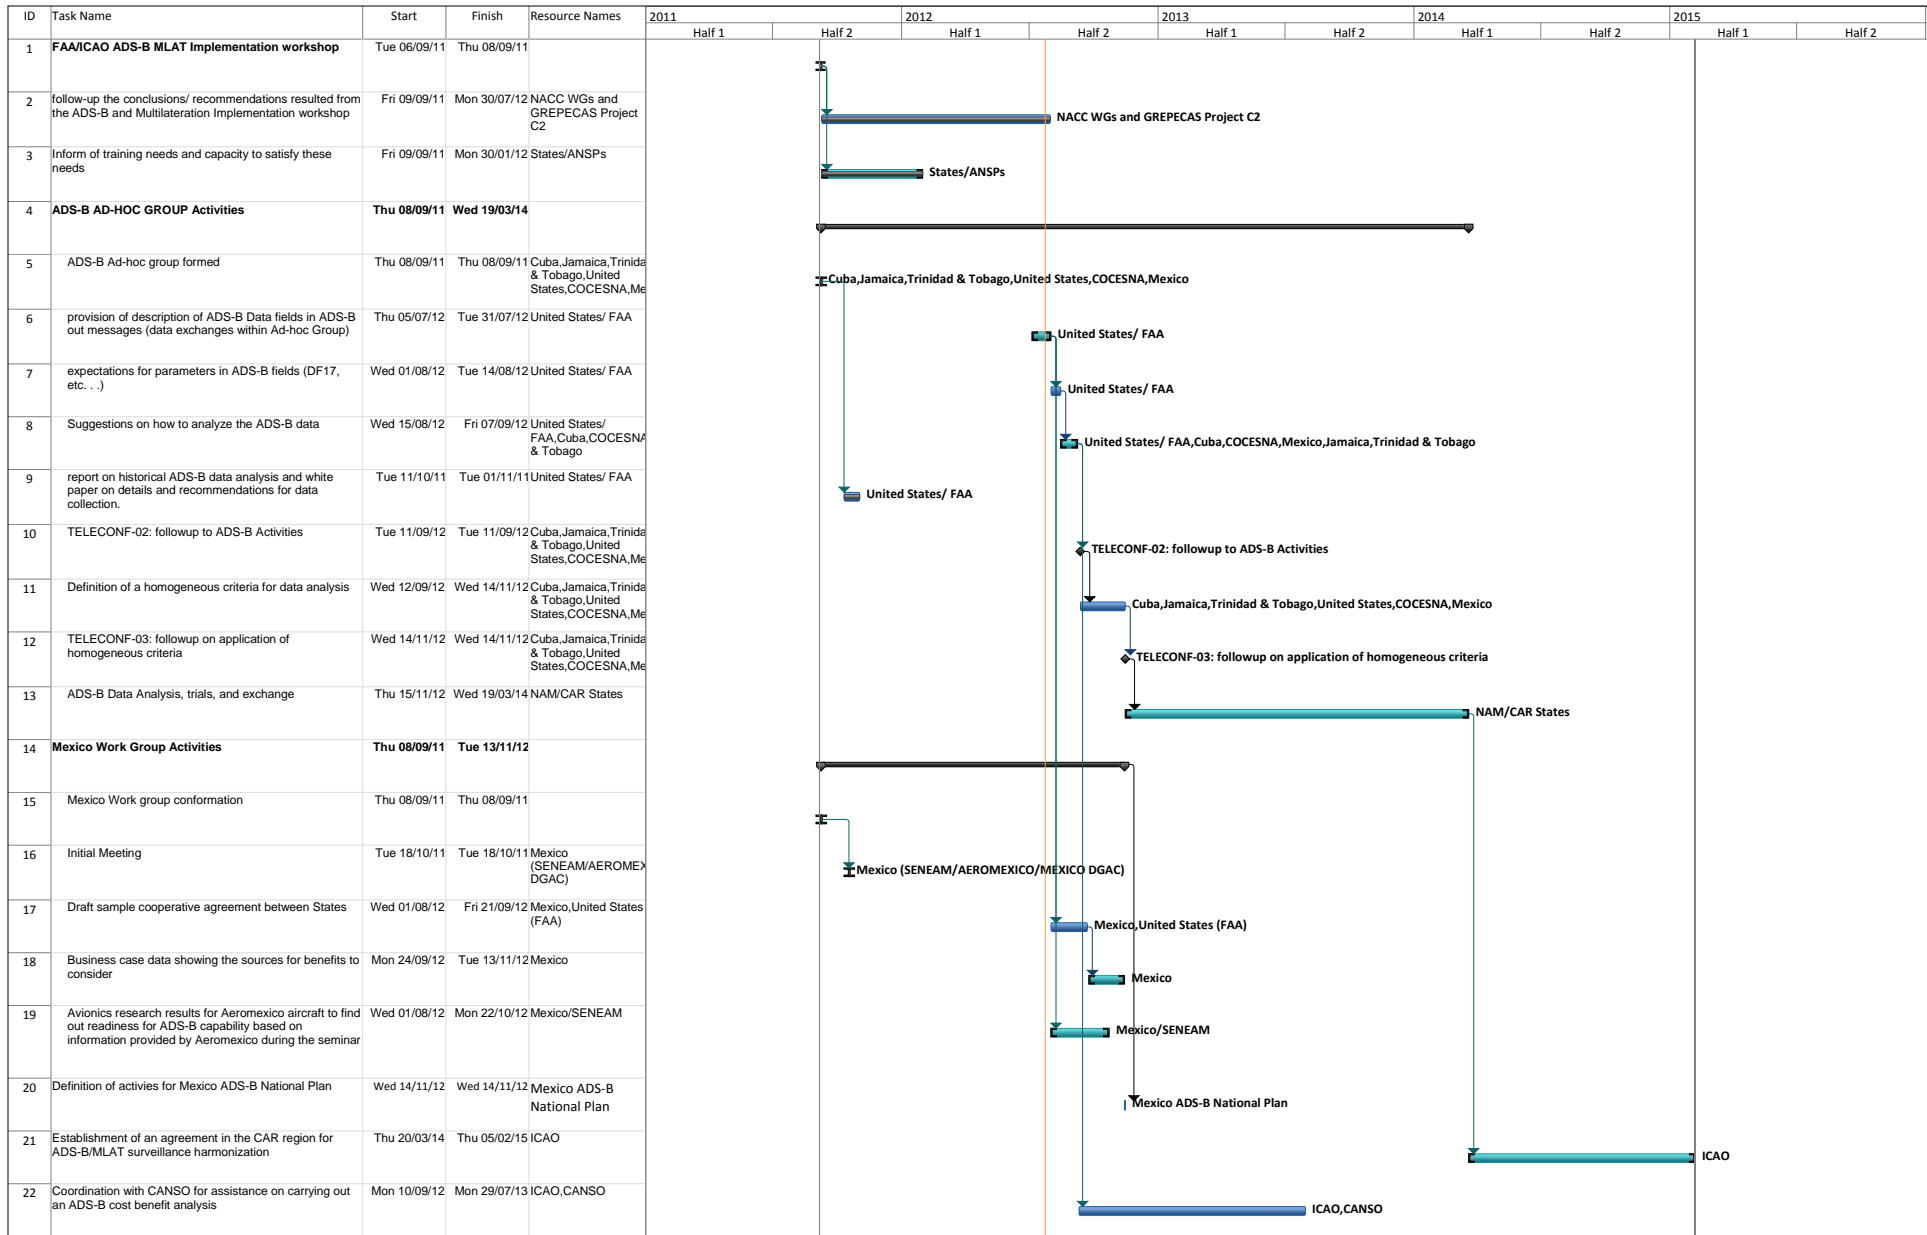 ID Task Name Start Finish Resource Names 2011 2012 2013 2014 2015
Half 1 Half 2 Half 1 Half 2 Half 1 Half 2 Half 1 Half 2 Half 1 Half 2
1 FAA/ICAO ADS-B MLAT Implementation workshop Tue 06/09/11 Thu 08/09/11
2 follow-up the conclusions/ recommendations resulted from Fri 09/09/11 Mon 30/07/12 NACC WGs and
the ADS-B and Multilateration Implementation workshop GREPECAS Project
C2
NACC WGs and GREPECAS Project C2
3 Inform of training needs and capacity to satisfy these Fri 09/09/11 Mon 30/01/12 States/ANSPs
needs
States/ANSPs
4 ADS-B AD-HOC GROUP Activities Thu 08/09/11 Wed 19/03/14
5 ADS-B Ad-hoc group formed Thu 08/09/11 Thu 08/09/11 Cuba,Jamaica,Trinida
& Tobago,United
States,COCESNA,Me
Cuba,Jamaica,Trinidad & Tobago,United States,COCESNA,Mexico
6 provision of description of ADS-B Data fields in ADS-B Thu 05/07/12 Tue 31/07/12 United States/ FAA
out messages (data exchanges within Ad-hoc Group)
United States/ FAA
7 expectations for parameters in ADS-B fields (DF17, Wed 01/08/12 Tue 14/08/12 United States/ FAA
etc. . .)
United States/ FAA
8 Suggestions on how to analyze the ADS-B data Wed 15/08/12 Fri 07/09/12 United States/
FAA,Cuba,COCESNA
& Tobago
United States/ FAA,Cuba,COCESNA,Mexico,Jamaica,Trinidad & Tobago
9 report on historical ADS-B data analysis and white Tue 11/10/11 Tue 01/11/11 United States/ FAA
paper on details and recommendations for data
collection.
United States/ FAA
10 TELECONF-02: followup to ADS-B Activities Tue 11/09/12 Tue 11/09/12 Cuba,Jamaica,Trinida
& Tobago,United
States,COCESNA,Me
TELECONF-02: followup to ADS-B Activities
11 Definition of a homogeneous criteria for data analysis Wed 12/09/12 Wed 14/11/12 Cuba,Jamaica,Trinida
& Tobago,United
States,COCESNA,Me
Cuba,Jamaica,Trinidad & Tobago,United States,COCESNA,Mexico
12 TELECONF-03: followup on application of Wed 14/11/12 Wed 14/11/12 Cuba,Jamaica,Trinida
homogeneous criteria & Tobago,United
States,COCESNA,Me
TELECONF-03: followup on application of homogeneous criteria
13 ADS-B Data Analysis, trials, and exchange Thu 15/11/12 Wed 19/03/14 NAM/CAR States
NAM/CAR States
14 Mexico Work Group Activities Thu 08/09/11 Tue 13/11/12
15 Mexico Work group conformation Thu 08/09/11 Thu 08/09/11
16 Initial Meeting Tue 18/10/11 Tue 18/10/11 Mexico
(SENEAM/AEROMEX
DGAC)
Mexico (SENEAM/AEROMEXICO/MEXICO DGAC)
17 Draft sample cooperative agreement between States Wed 01/08/12 Fri 21/09/12 Mexico,United States
(FAA)
Mexico,United States (FAA)
18 Business case data showing the sources for benefits to Mon 24/09/12 Tue 13/11/12 Mexico
consider
Mexico
19 Avionics research results for Aeromexico aircraft to find Wed 01/08/12 Mon 22/10/12 Mexico/SENEAM
out readiness for ADS-B capability based on
information provided by Aeromexico during the seminar
Mexico/SENEAM
20 Definition of activies for Mexico ADS-B National Plan Wed 14/11/12 Wed 14/11/12 Mexico ADS-B
National Plan
Mexico ADS-B National Plan
21 Establishment of an agreement in the CAR region for Thu 20/03/14 Thu 05/02/15 ICAO
ADS-B/MLAT surveillance harmonization
ICAO
22 Coordination with CANSO for assistance on carrying out Mon 10/09/12 Mon 29/07/13 ICAO,CANSO
an ADS-B cost benefit analysis
ICAO,CANSO